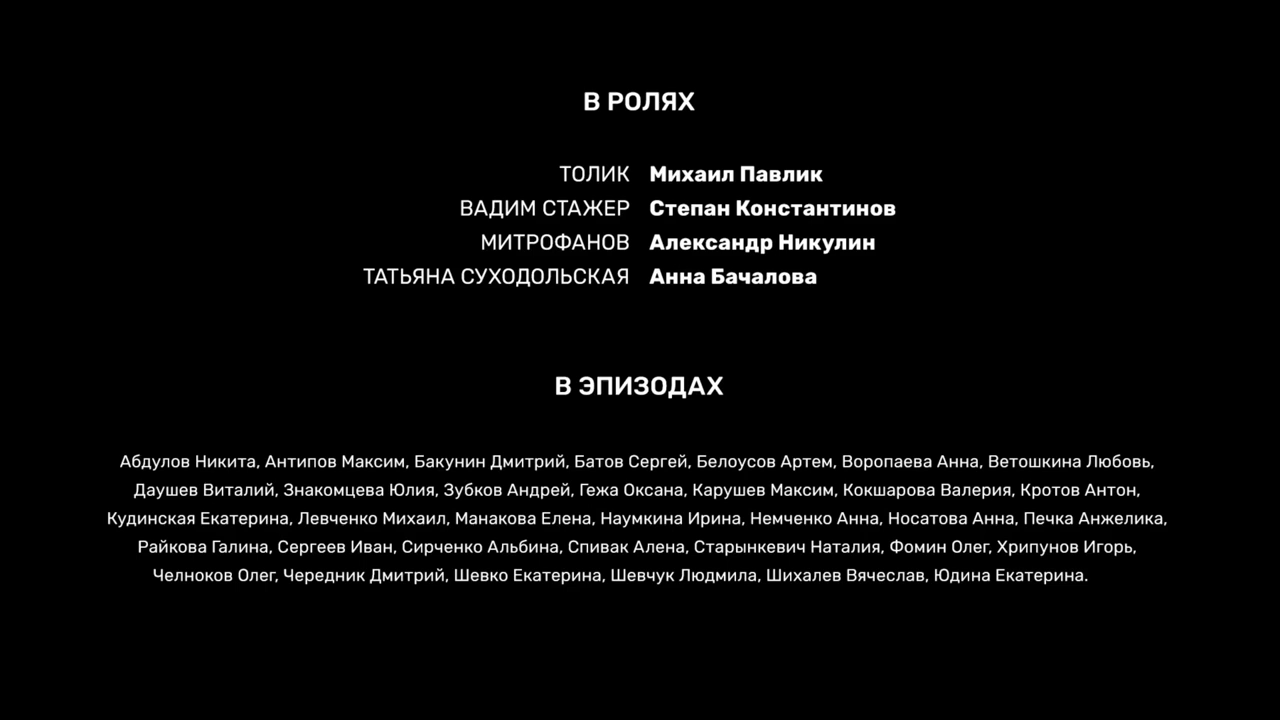 В РОЛЯХ
ТОЛИК Михаил Павлик
ВАДИМ СТАЖЕР Степан Константинов
МИТРОФАНОВ Александр Никулин
ТАТЬЯНА СУХОДОЛЬСКАЯ Анна Бачалова
В ЭПИЗОДАХ
Абдулов Никита, Антипов Максим, Бакунин Дмитрий, Батов Сергей, Белоусов Артем, Воропаева Анна, Ветошкина Любовь,
Даушев Виталий, Знакомцева Юлия, Зубков Андрей, Гежа Оксана, Карушев Максим, Кокшарова Валерия, Кротов Антон,
Кудинская Екатерина, Левченко Михаил, Манакова Елена, Наумкина Ирина, Немченко Анна, Носатова Анна, Печка Анжелика,
Райкова Галина, Сергеев Иван, Сирченко Альбина, Спивак Алена, Старынкевич Наталия, Фомин Олег, Хрипунов Игорь,
Челноков Олег, Чередник Дмитрий, Шевко Екатерина, Шевчук Людмила, Шихалев Вячеслав, Юдина Екатерина.